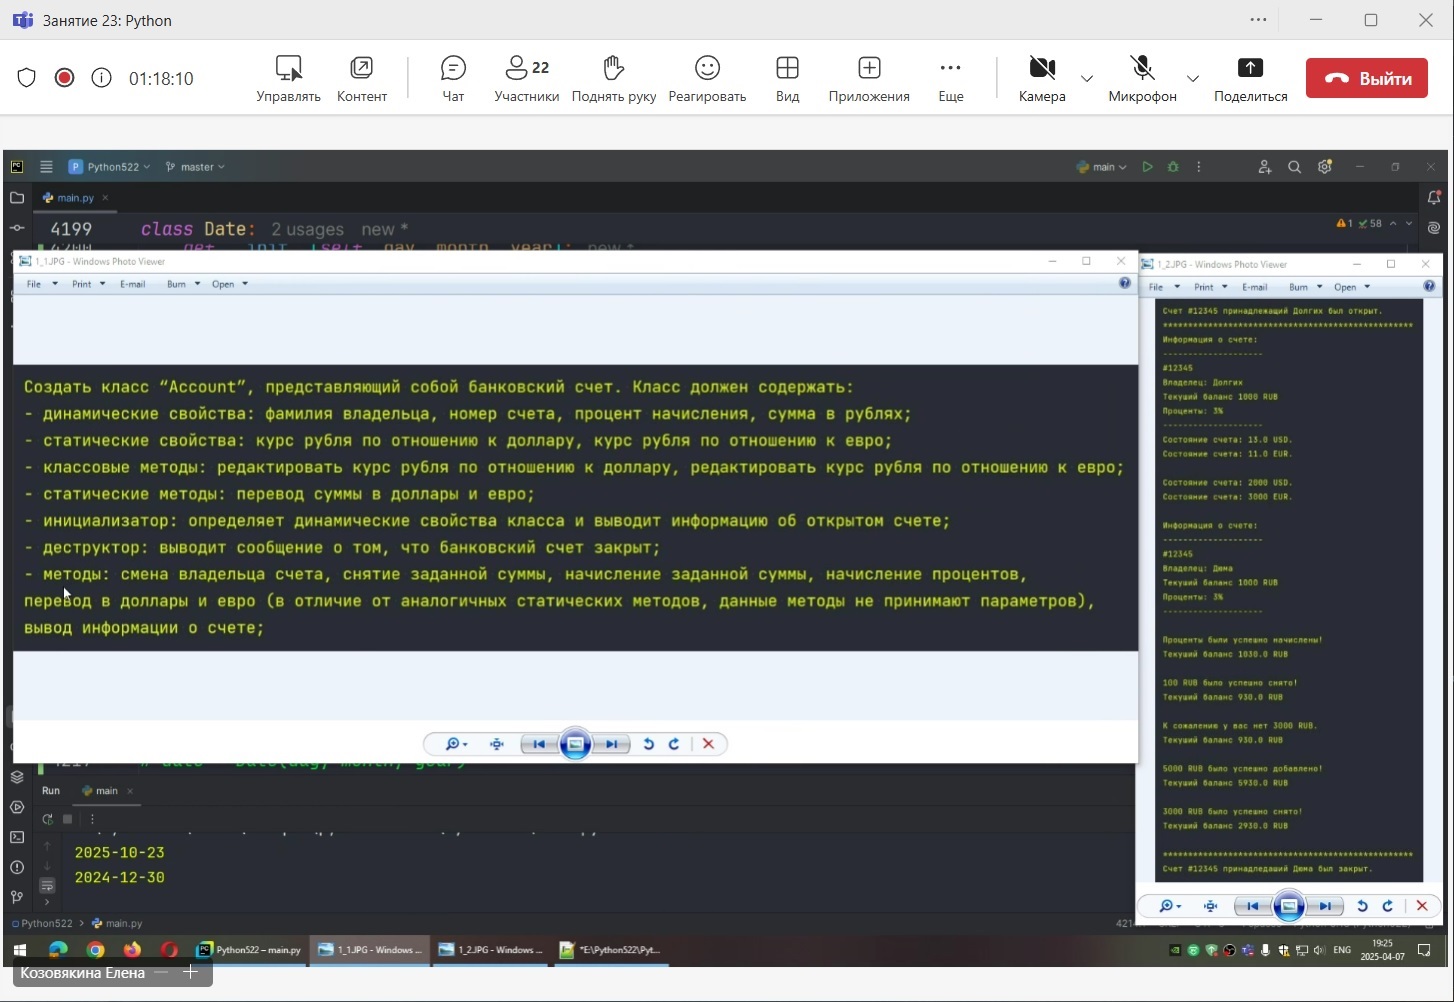 Занятие 23: Python
01:18:10
Управлять
Контент
Чат
22
Участники
Поднять руку
Реагировать
Вид
Приложения
Еще
Камера
Микрофон
Поделиться
Выйти
Python522
master
main
main.py
4199 class Date: 2 usages new *
1 58
1_1.JPG - Windows Photo Viewer
File Print E-mail Burn Open
Создать класс “Account”, представляющий собой банковский счет. Класс должен содержать:
- динамические свойства: фамилия владельца, номер счета, процент начисления, сумма в рублях;
- статические свойства: курс рубля по отношению к доллару, курс рубля по отношению к евро;
- классовые методы: редактировать курс рубля по отношению к доллару, редактировать курс рубля по отношению к евро;
- статические методы: перевод суммы в доллары и евро;
- инициализатор: определяет динамические свойства класса и выводит информацию об открытом счете;
- деструктор: выводит сообщение о том, что банковский счет закрыт;
- методы: смена владельца счета, снятие заданной суммы, начисление заданной суммы, начисление процентов,
перевод в доллары и евро (в отличие от аналогичных статических методов, данные методы не принимают параметров),
вывод информации о счете;
1_2.JPG - Windows Photo Viewer
File Print E-mail Burn Open
Счет #12345 принадлежащий Долгих был открыт.
**************************************************
Информация о счете:
--------------------
#12345
Владелец: Долгих
Текущий баланс 1000 RUB
Проценты: 3%
--------------------
Состояние счета: 13.0 USD.
Состояние счета: 11.0 EUR.
Состояние счета: 2000 USD.
Состояние счета: 3000 EUR.
Информация о счете:
--------------------
#12345
Владелец: Дюма
Текущий баланс 1000 RUB
Проценты: 3%
--------------------
Проценты были успешно начислены!
Текущий баланс 1030.0 RUB
100 RUB было успешно снято!
Текущий баланс 930.0 RUB
К сожалению у вас нет 3000 RUB.
Текущий баланс 930.0 RUB
5000 RUB было успешно добавлено!
Текущий баланс 5930.0 RUB
3000 RUB было успешно снято!
Текущий баланс 2930.0 RUB
**************************************************
Счет #12345 принадледаший Дюма был закрыт.
Run
main
2025-10-23
2024-12-30
Python522 > main.py
Python522 – main.py
1_1.JPG - Windows ...
1_2.JPG - Windows ...
*E:\Python522\Pyt...
ENG
19:25
2025-04-07
Козовякина Елена